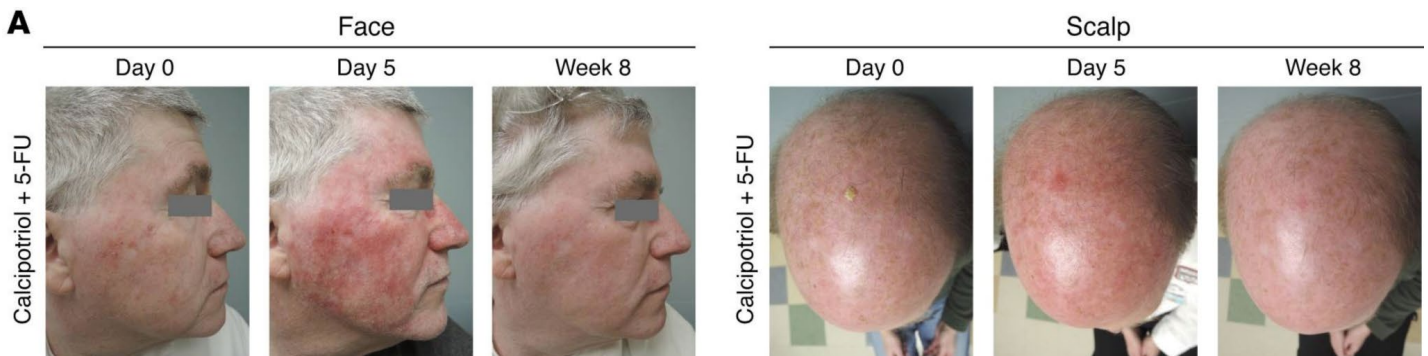 A
Face
Scalp
Day 0
Day 5
Week 8
Day 0
Day 5
Week 8
Calcipotriol + 5-FU
Calcipotriol + 5-FU